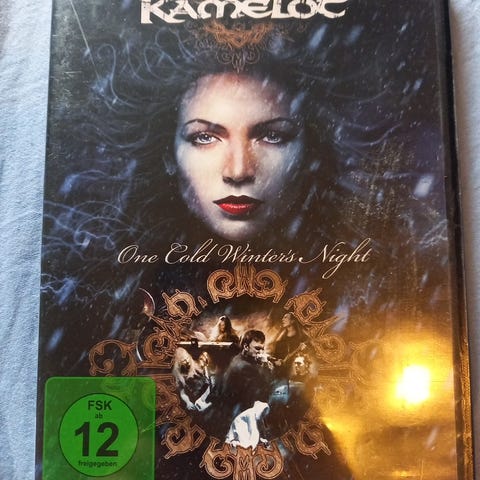 KAMELOT
One Cold Winter's Night
FSK
ab
12
freigegeben